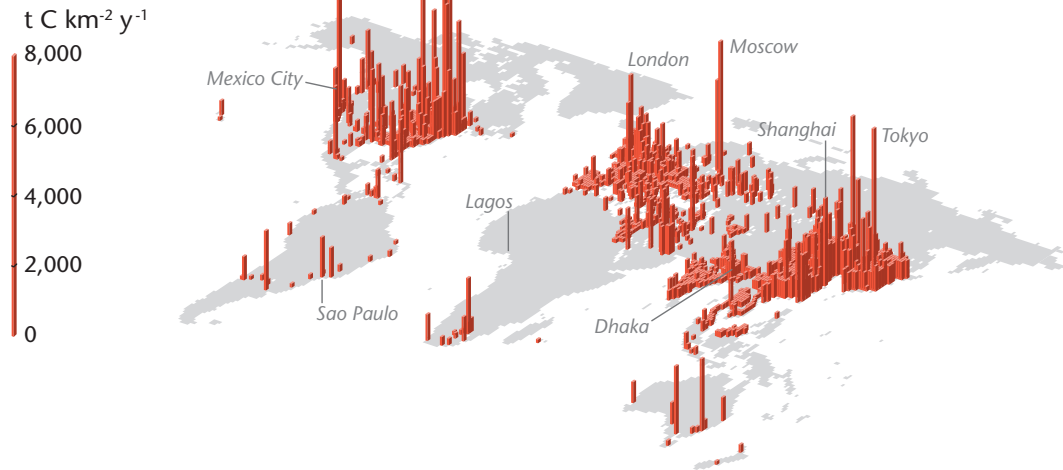 t C km⁻² y⁻¹
8,000
6,000
4,000
2,000
0
Mexico City
London
Moscow
Shanghai
Tokyo
Lagos
Sao Paulo
Dhaka